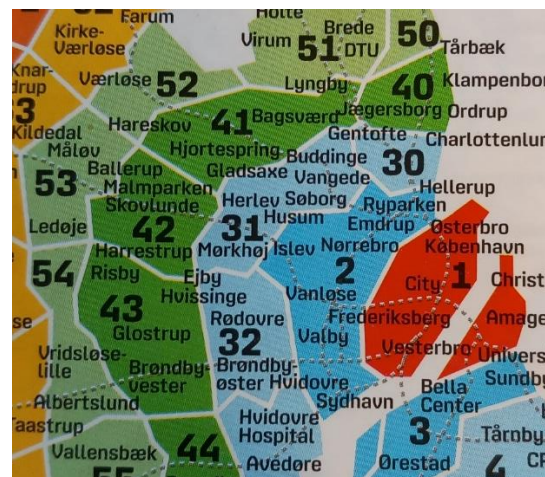 Farum
Holte
Kirke-
Værløse
Virum
51
Brede
DTU
50
Tårbæk
Knar-
drup
Værløse
52
Lyngby
40
Klampenbor
Kildedal
Hareskov
41
Bagsværd
Jægersborg
Ordrup
Måløv
Hjortespring
Gentofte
Charlottenlun
53
Ballerup
Malmparken
Skovlunde
Gladsaxe
Buddinge
Vangede
30
Hellerup
Ledøje
42
Herlev
Søborg
Ryparken
Emdrup
Husum
31
Mørkhøj
Islev
Nørrebro
Østerbro
København
Harrestrup
Risby
54
Ejby
Hvissinge
2
City
1
Christ
43
Vanløse
Glostrup
Rødovre
Frederiksberg
Amage
32
Valby
Vesterbro
Univers
Sundby
Vridsløse-
lille
Brøndby-
vester
Brøndby-
øster
Hvidovre
Sydhavn
Bella
Center
Albertslund
Taastrup
Hvidovre
Hospital
3
Tårnby
Vallensbæk
44
Avedøre
Ørestad
4
55